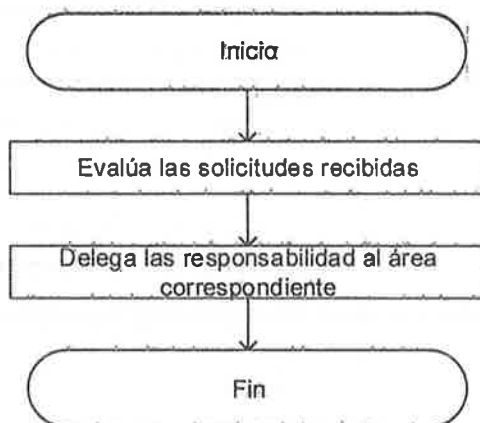 Inicia
Evalúa las solicitudes recibidas
Delega las responsabilidad al área
correspondiente
Fin